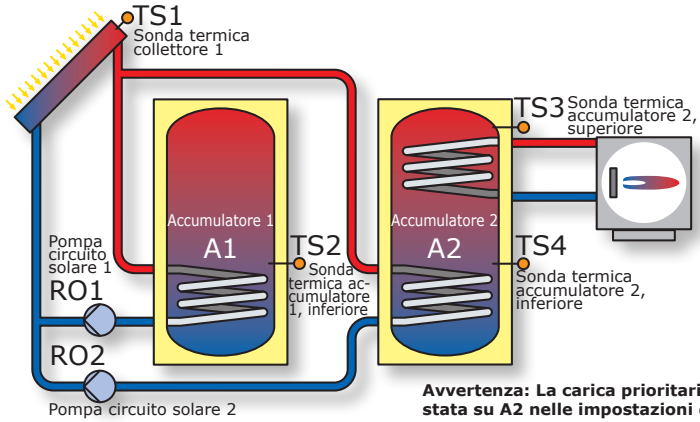 TS1
Sonda termica
collettore 1
TS3
Sonda termica
accumulatore 2,
superiore
Accumulatore 1
A1
Accumulatore 2
A2
TS2
Sonda
termica ac-
cumulatore
1, inferiore
TS4
Sonda termica
accumulatore 2,
inferiore
Pompa
circuito
solare 1
RO1
RO2
Pompa circuito solare 2
Avvertenza: La carica prioritari
stata su A2 nelle impostazioni